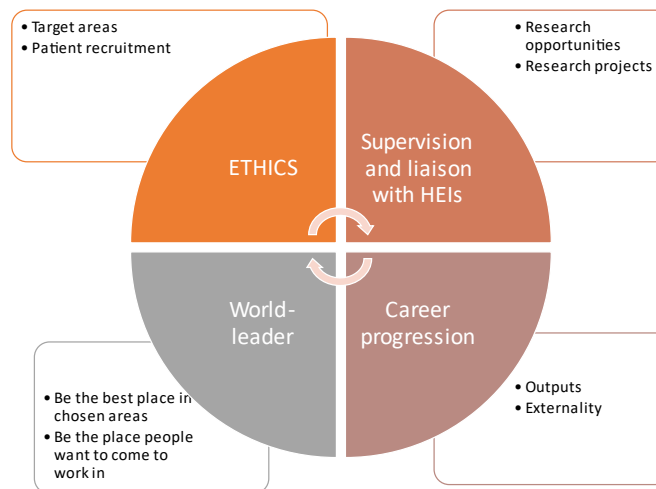 • Target areas
• Patient recruitment
• Research
opportunities
• Research projects
ETHICS
Supervision
and liaison
with HEIs
World-
leader
Career
progression
• Be the best place in
chosen areas
• Be the place people
want to come to
work in
• Outputs
• Externality